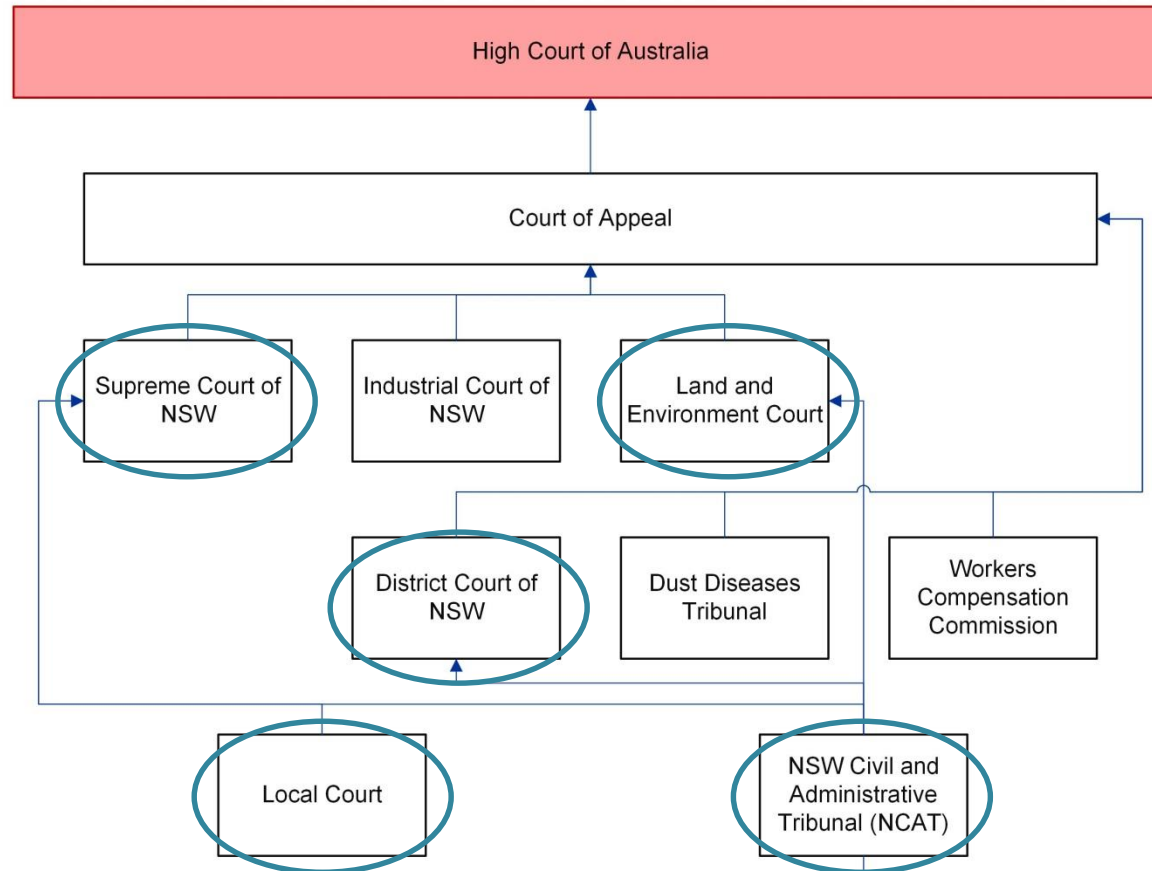 High Court of Australia
Court of Appeal
Supreme Court of
NSW
Industrial Court of
NSW
Land and
Environment Court
District Court of
NSW
Dust Diseases
Tribunal
Workers
Compensation
Commission
Local Court
NSW Civil and
Administrative
Tribunal (NCAT)